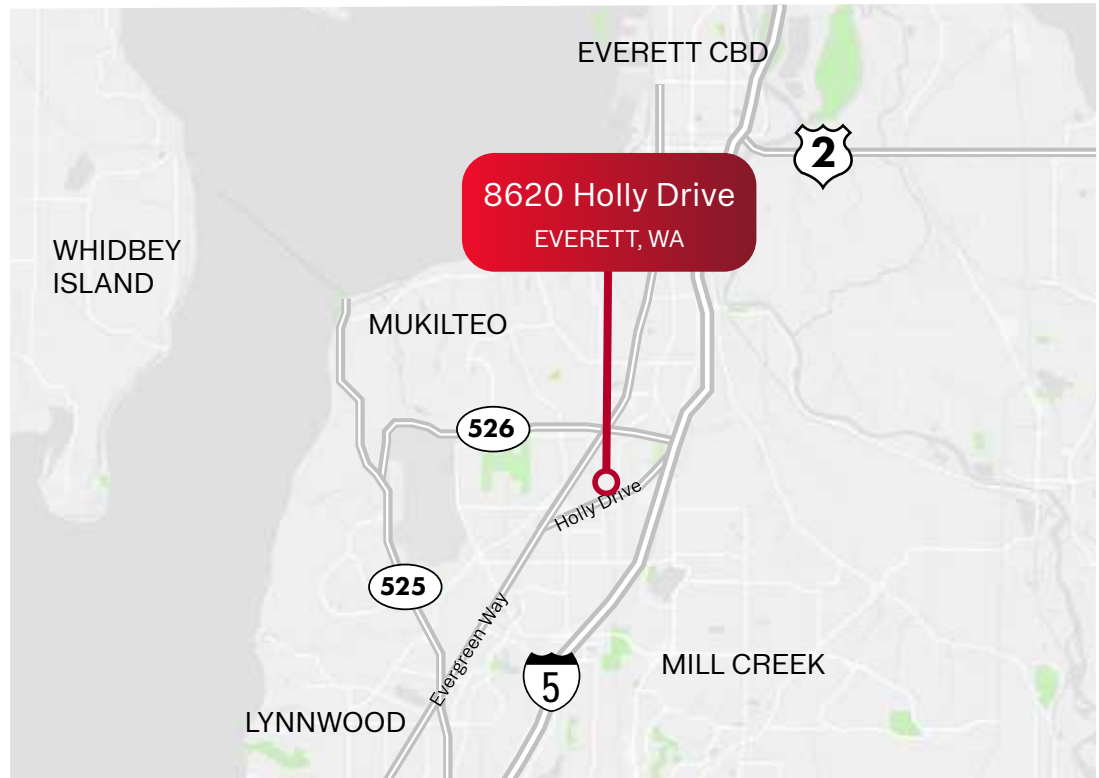 EVERETT CBD
2
8620 Holly Drive
EVERETT, WA
WHIDBEY
ISLAND
MUKILTEO
526
Holly Drive
525
Evergreen Way
MILL CREEK
5
LYNNWOOD